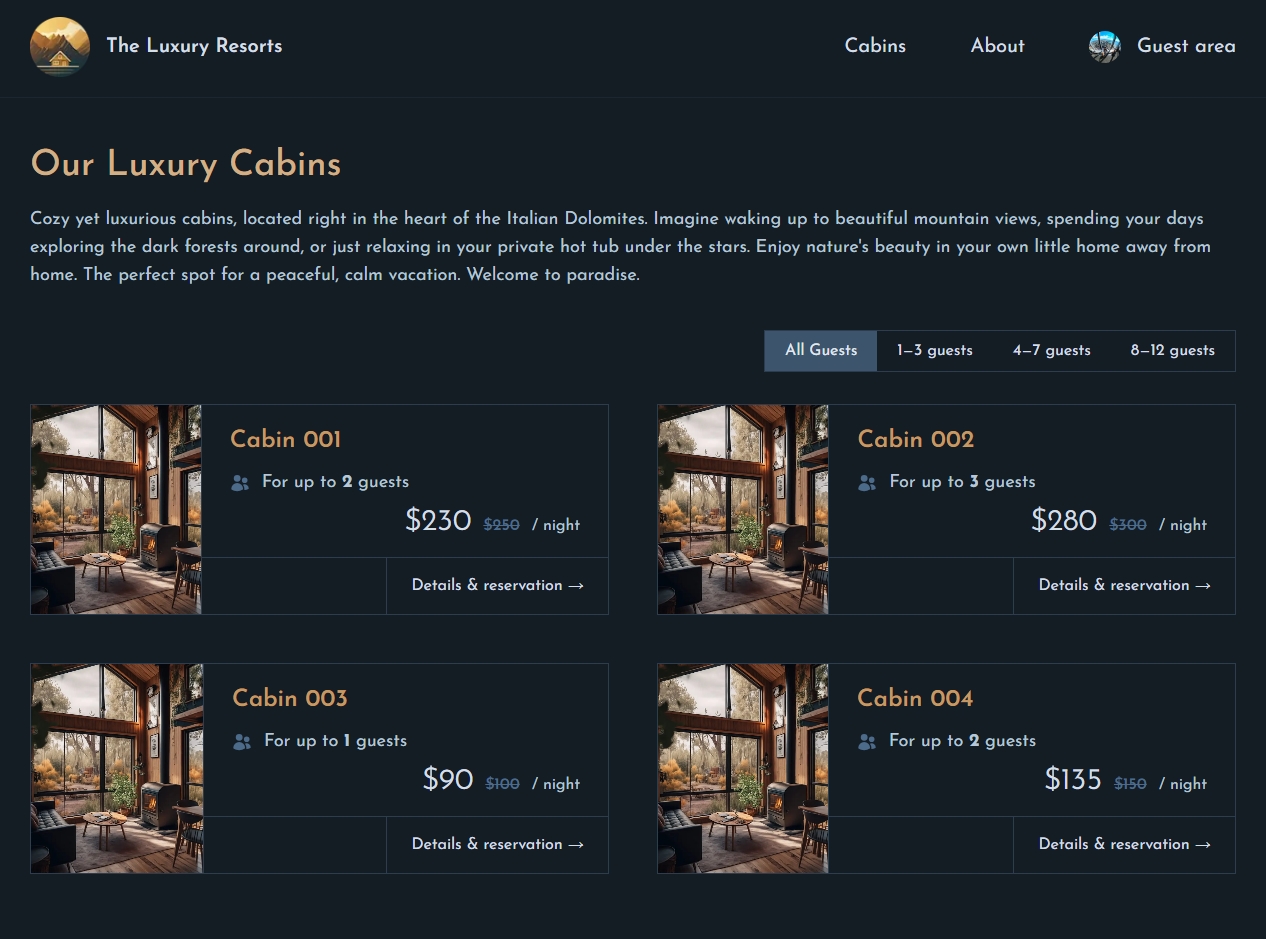 The Luxury Resorts
Cabins
About
Guest area
Our Luxury Cabins
Cozy yet luxurious cabins, located right in the heart of the Italian Dolomites. Imagine waking up to beautiful mountain views, spending your days
exploring the dark forests around, or just relaxing in your private hot tub under the stars. Enjoy nature's beauty in your own little home away from
home. The perfect spot for a peaceful, calm vacation. Welcome to paradise.
All Guests
1–3 guests
4–7 guests
8–12 guests
Cabin 001
For up to 2 guests
$230 $250 / night
Details & reservation →
Cabin 002
For up to 3 guests
$280 $300 / night
Details & reservation →
Cabin 003
For up to 1 guests
$90 $100 / night
Details & reservation →
Cabin 004
For up to 2 guests
$135 $150 / night
Details & reservation →